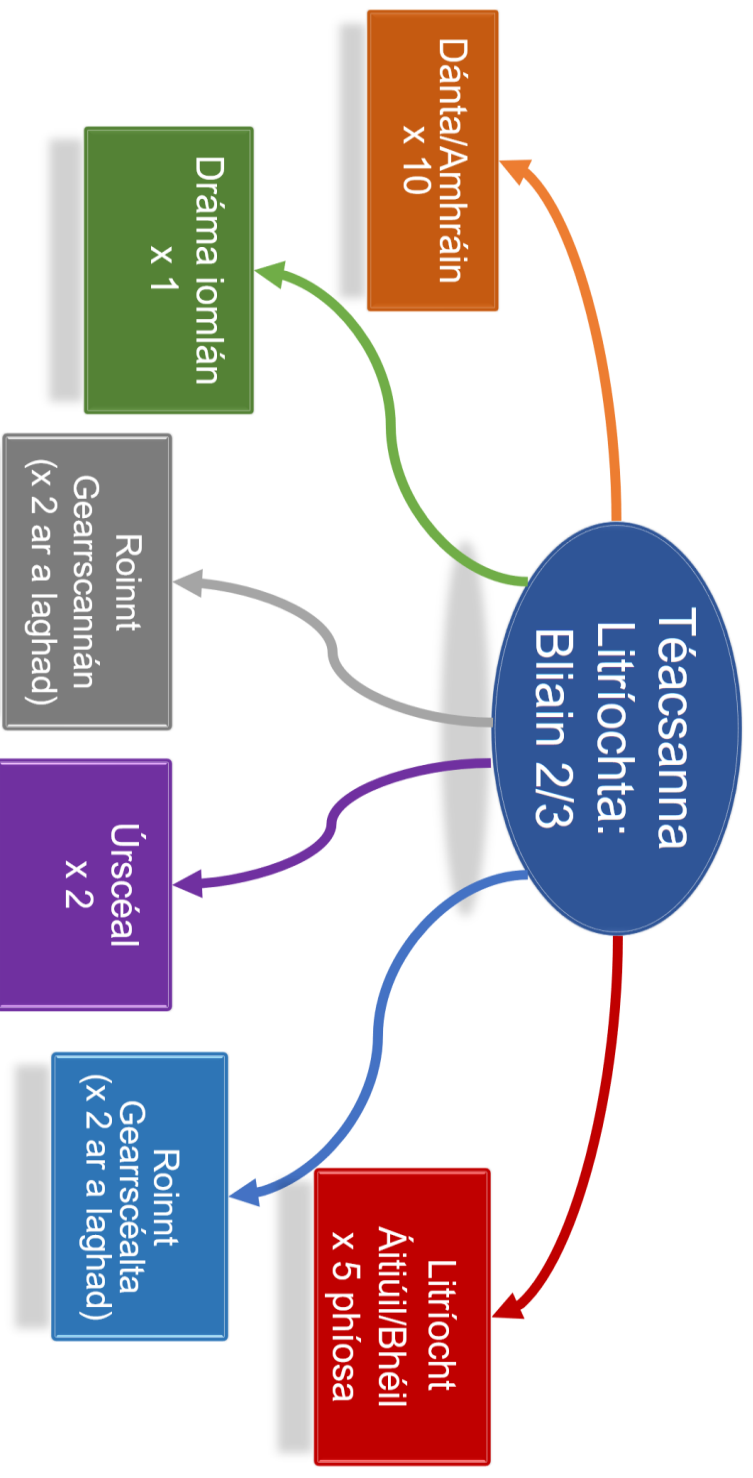 Téacsanna
Litríochta:
Bliain 2/3
Dánta/Amhráin
x 10
Dráma iomlán
x 1
Roinnt
Gearrscannán
(x 2 ar a laghad)
Úrscéal
x 2
Roinnt
Gearrscéalta
(x 2 ar a laghad)
Litríocht
Áitiúil/Bhéil
x 5 phíosa